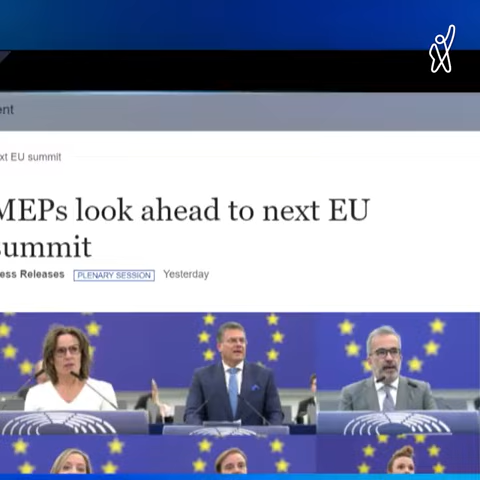 ent
xt EU summit
MEPs look ahead to next EU
summit
ess Releases PLENARY SESSION Yesterday